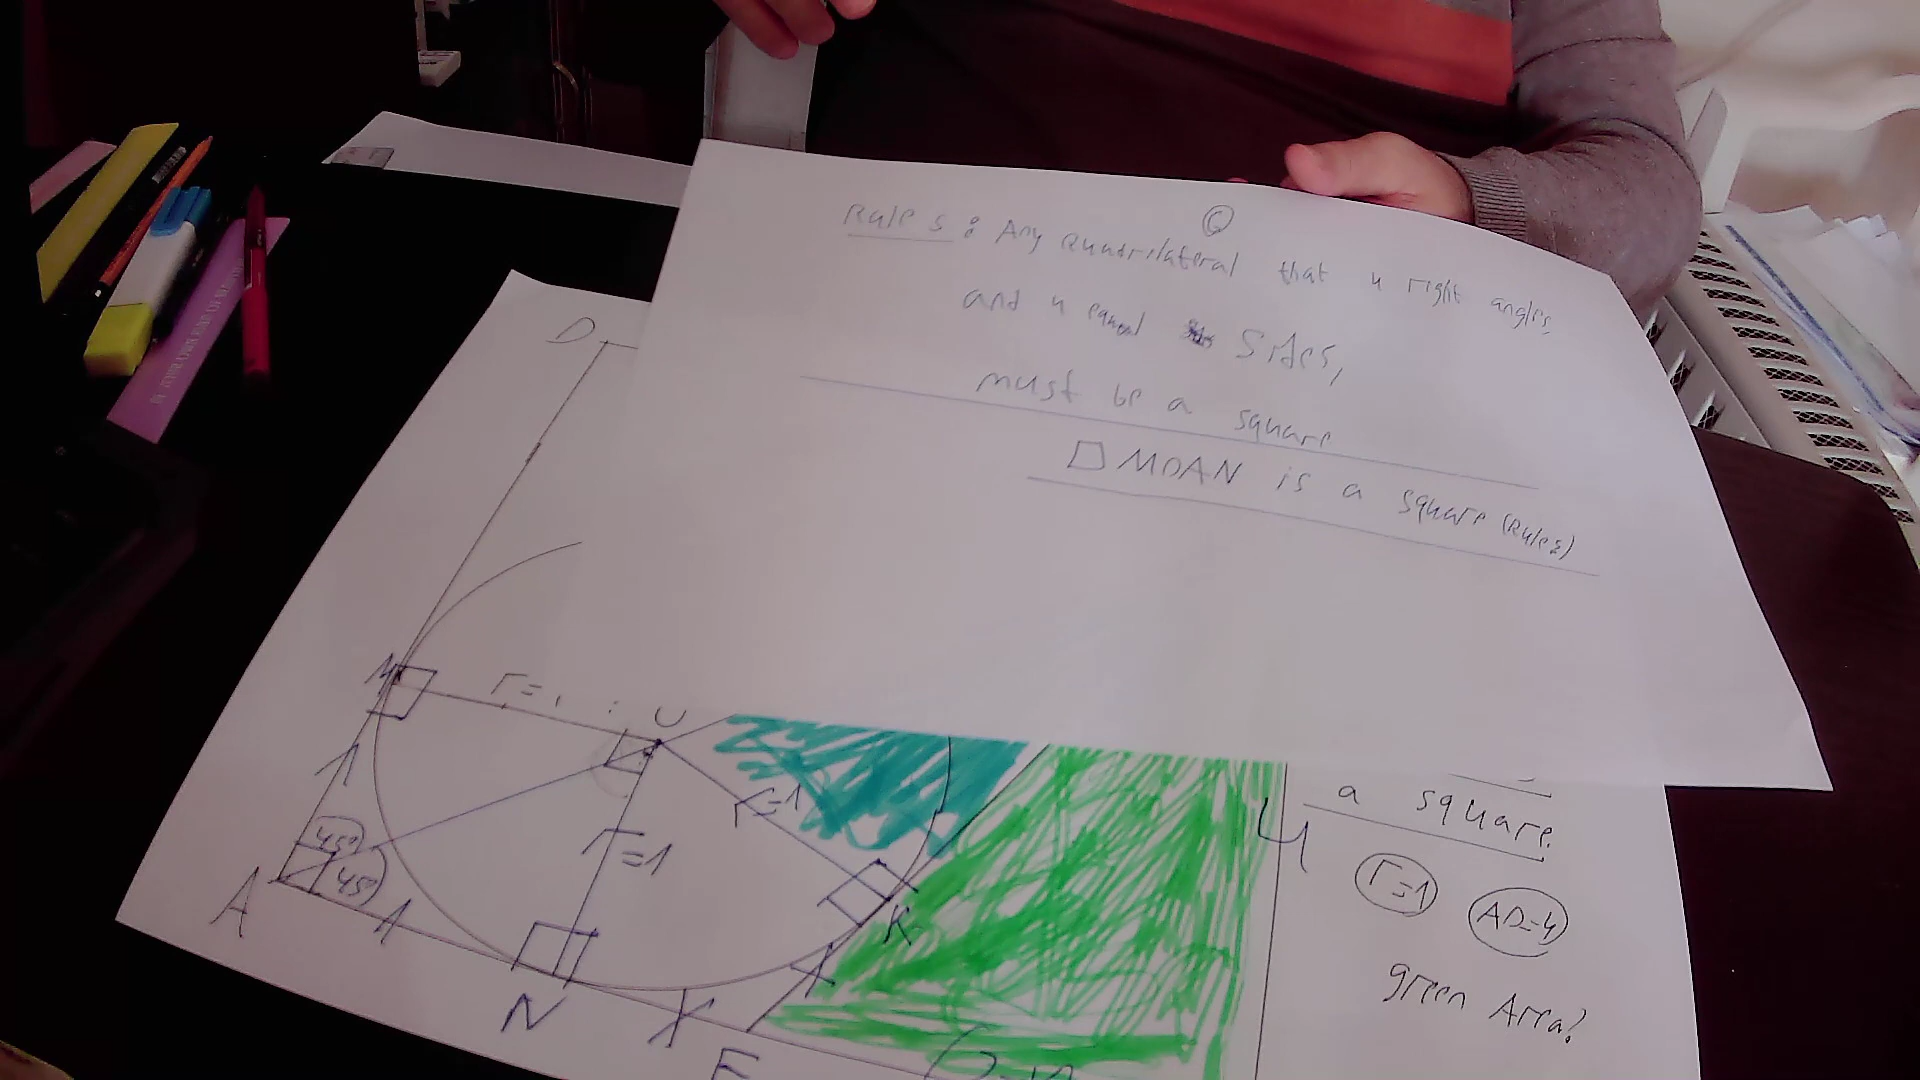 6
Rule 5: Any Quadrilateral that 4 right angles,
and 4 equal Sides,
must be a square
□ MOAN is a square (Rule 5)
D
M
r=1
O
1
r=1
r=1
45°
45°
A
1
N
X
E
X
K
4
a square.
r=1
AD=4
green Area?